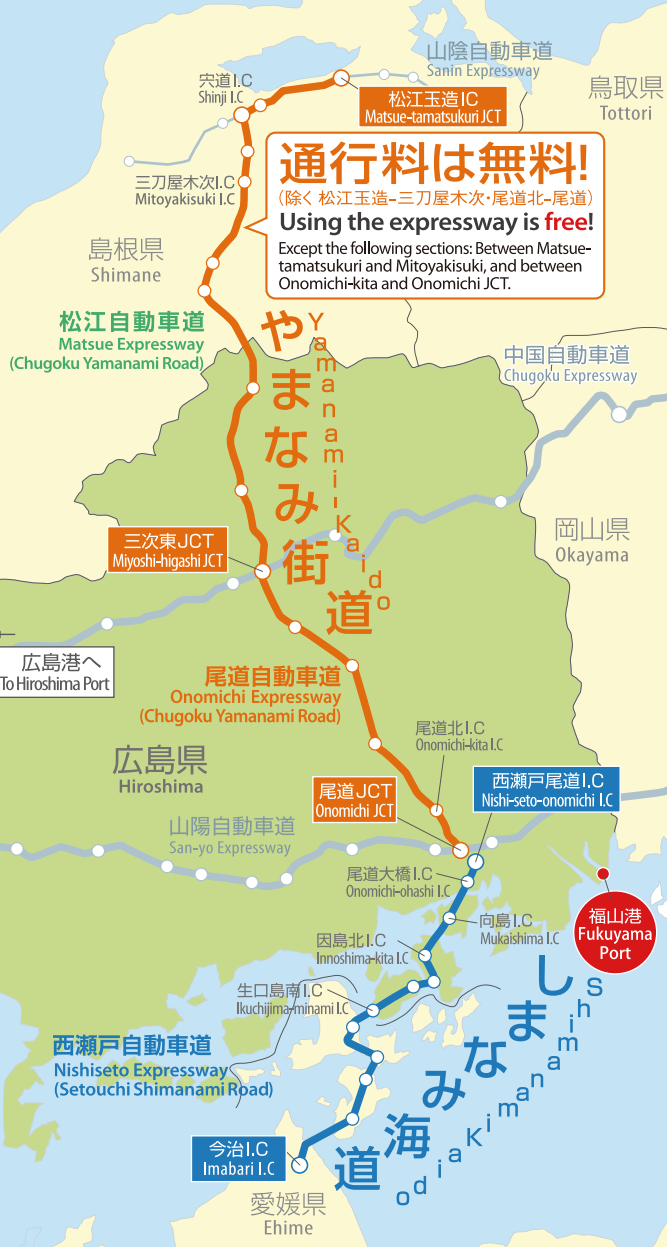 山陰自動車道
Sanin Expressway
宍道I.C
Shinji I.C
鳥取県
Tottori
松江玉造IC
Matsue-tamatsukuri JCT
通行料は無料!
(除く 松江玉造-三刀屋木次・尾道北-尾道)
Using the expressway is free!
Except the following sections: Between Matsue-
tamatsukuri and Mitoyakisuki, and between
Onomichi-kita and Onomichi JCT.
三刀屋木次I.C
Mitoyakisuki I.C
島根県
Shimane
松江自動車道
Matsue Expressway
(Chugoku Yamanami Road)
やまなみ街道
Yamanami-Kaido
中国自動車道
Chugoku Expressway
岡山県
Okayama
三次東JCT
Miyoshi-higashi JCT
広島港へ
To Hiroshima Port
尾道自動車道
Onomichi Expressway
(Chugoku Yamanami Road)
尾道北I.C
Onomichi-kita I.C
広島県
Hiroshima
尾道JCT
Onomichi JCT
西瀬戸尾道I.C
Nishi-seto-onomichi I.C
山陽自動車道
San-yo Expressway
尾道大橋I.C
Onomichi-ohashi I.C
向島I.C
Mukaishima I.C
福山港
Fukuyama
Port
因島北I.C
Innoshima-kita I.C
生口島南I.C
Ikuchijima-minami I.C
しまなみ海道
ShimanamiKaido
西瀬戸自動車道
Nishiseto Expressway
(Setouchi Shimanami Road)
今治I.C
Imabari I.C
愛媛県
Ehime